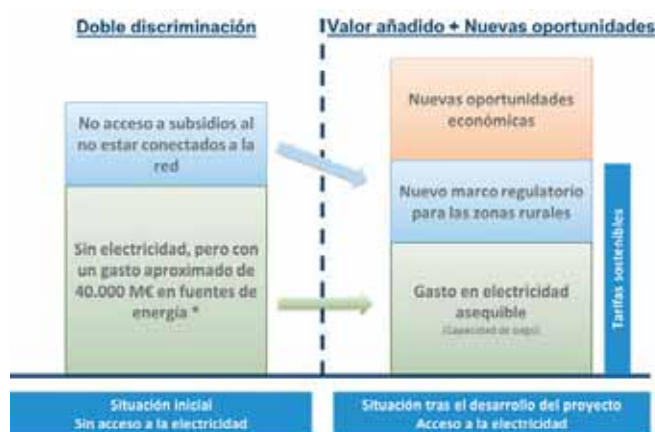 Doble discriminación
Valor añadido + Nuevas oportunidades
No acceso a subsidios al
no estar conectados a la
red
Sin electricidad, pero con
un gasto aproximado de
40.000 M€ en fuentes de
energía *
Nuevas oportunidades
económicas
Nuevo marco regulatorio
para las zonas rurales
Gasto en electricidad
asequible
(Capacidad de pago)
Tarifas sostenibles
Situación inicial
Sin acceso a la electricidad
Situación tras el desarrollo del proyecto
Acceso a la electricidad